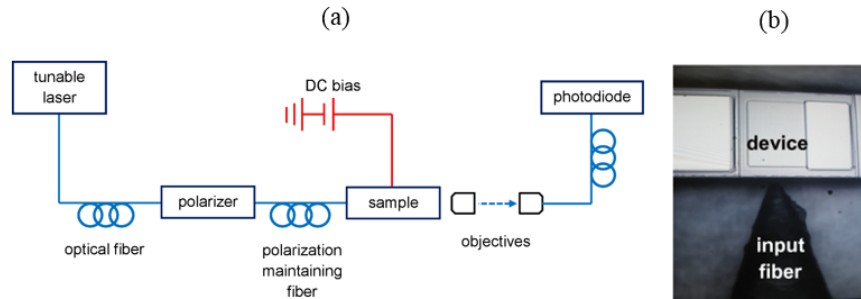 (a)
(b)
tunable
laser
DC bias
photodiode
polarizer
sample
optical fiber
polarization
maintaining
fiber
objectives
device
input
fiber